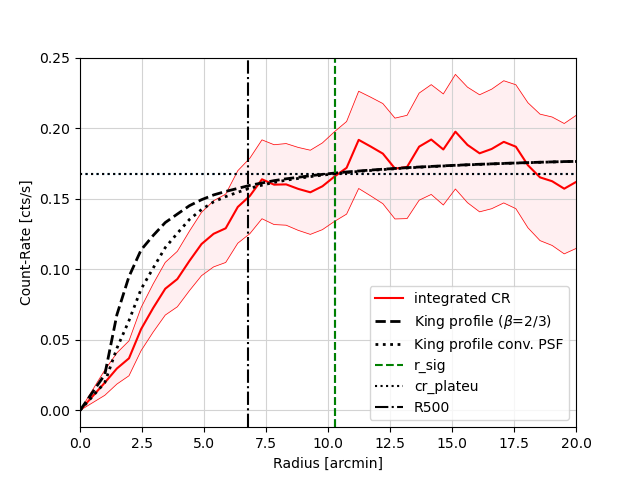 0.25
0.20
0.15
0.10
0.05
0.00
Count-Rate [cts/s]
integrated CR
King profile (β=2/3)
King profile conv. PSF
r_sig
cr_plateu
R500
0.0 2.5 5.0 7.5 10.0 12.5 15.0 17.5 20.0
Radius [arcmin]